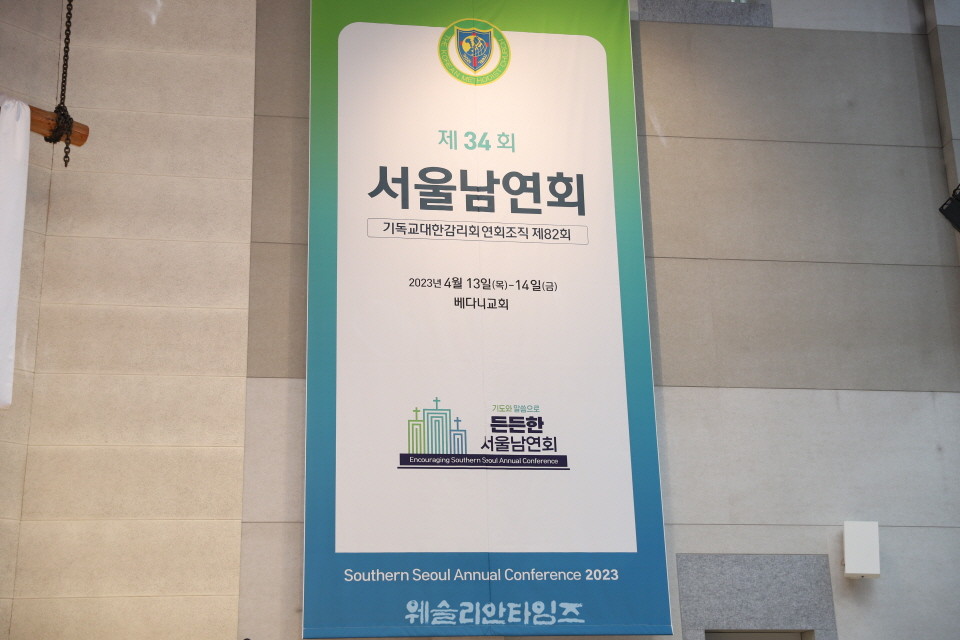 THE KOREAN METHODIST CHURCH
제 34 회
서울남연회
기독교대한감리회 연회조직 제82회
2023년 4월 13일(목)-14일(금)
베다니교회
기도와 말씀으로
든든한
서울남연회
Encouraging Southern Seoul Annual Conference
Southern Seoul Annual Conference 2023
웨슬리안타임즈